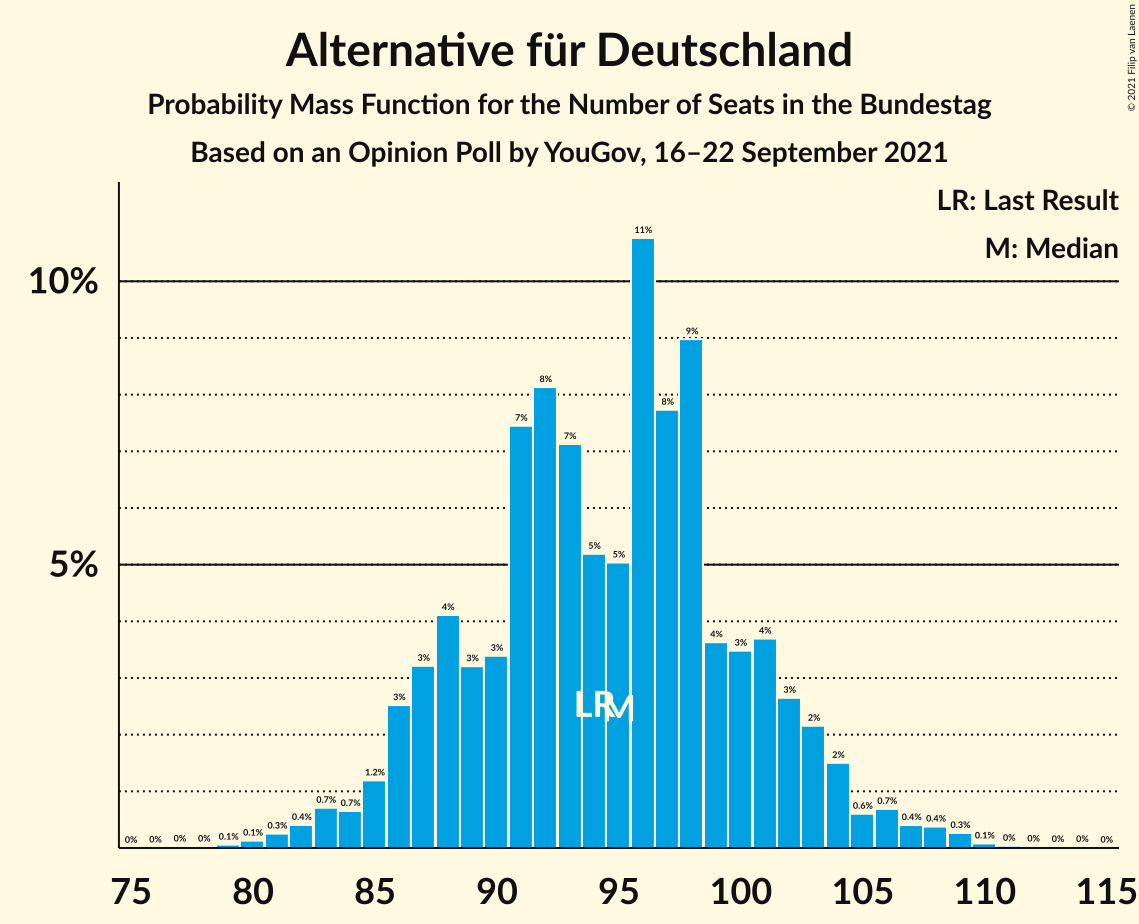 Alternative für Deutschland
Probability Mass Function for the Number of Seats in the Bundestag
Based on an Opinion Poll by YouGov, 16–22 September 2021
© 2021 Filip van Laenen
LR: Last Result
M: Median
10%
5%
0% 0% 0% 0% 0.1% 0.1% 0.3% 0.4% 0.7% 0.7% 1.2% 3% 3% 4% 3% 3% 7% 8% 7% 5% 5% 11% 8% 9% 4% 3% 4% 3% 2% 2% 0.6% 0.7% 0.4% 0.4% 0.3% 0.1% 0% 0% 0% 0% 0%
LR M
75 80 85 90 95 100 105 110 115